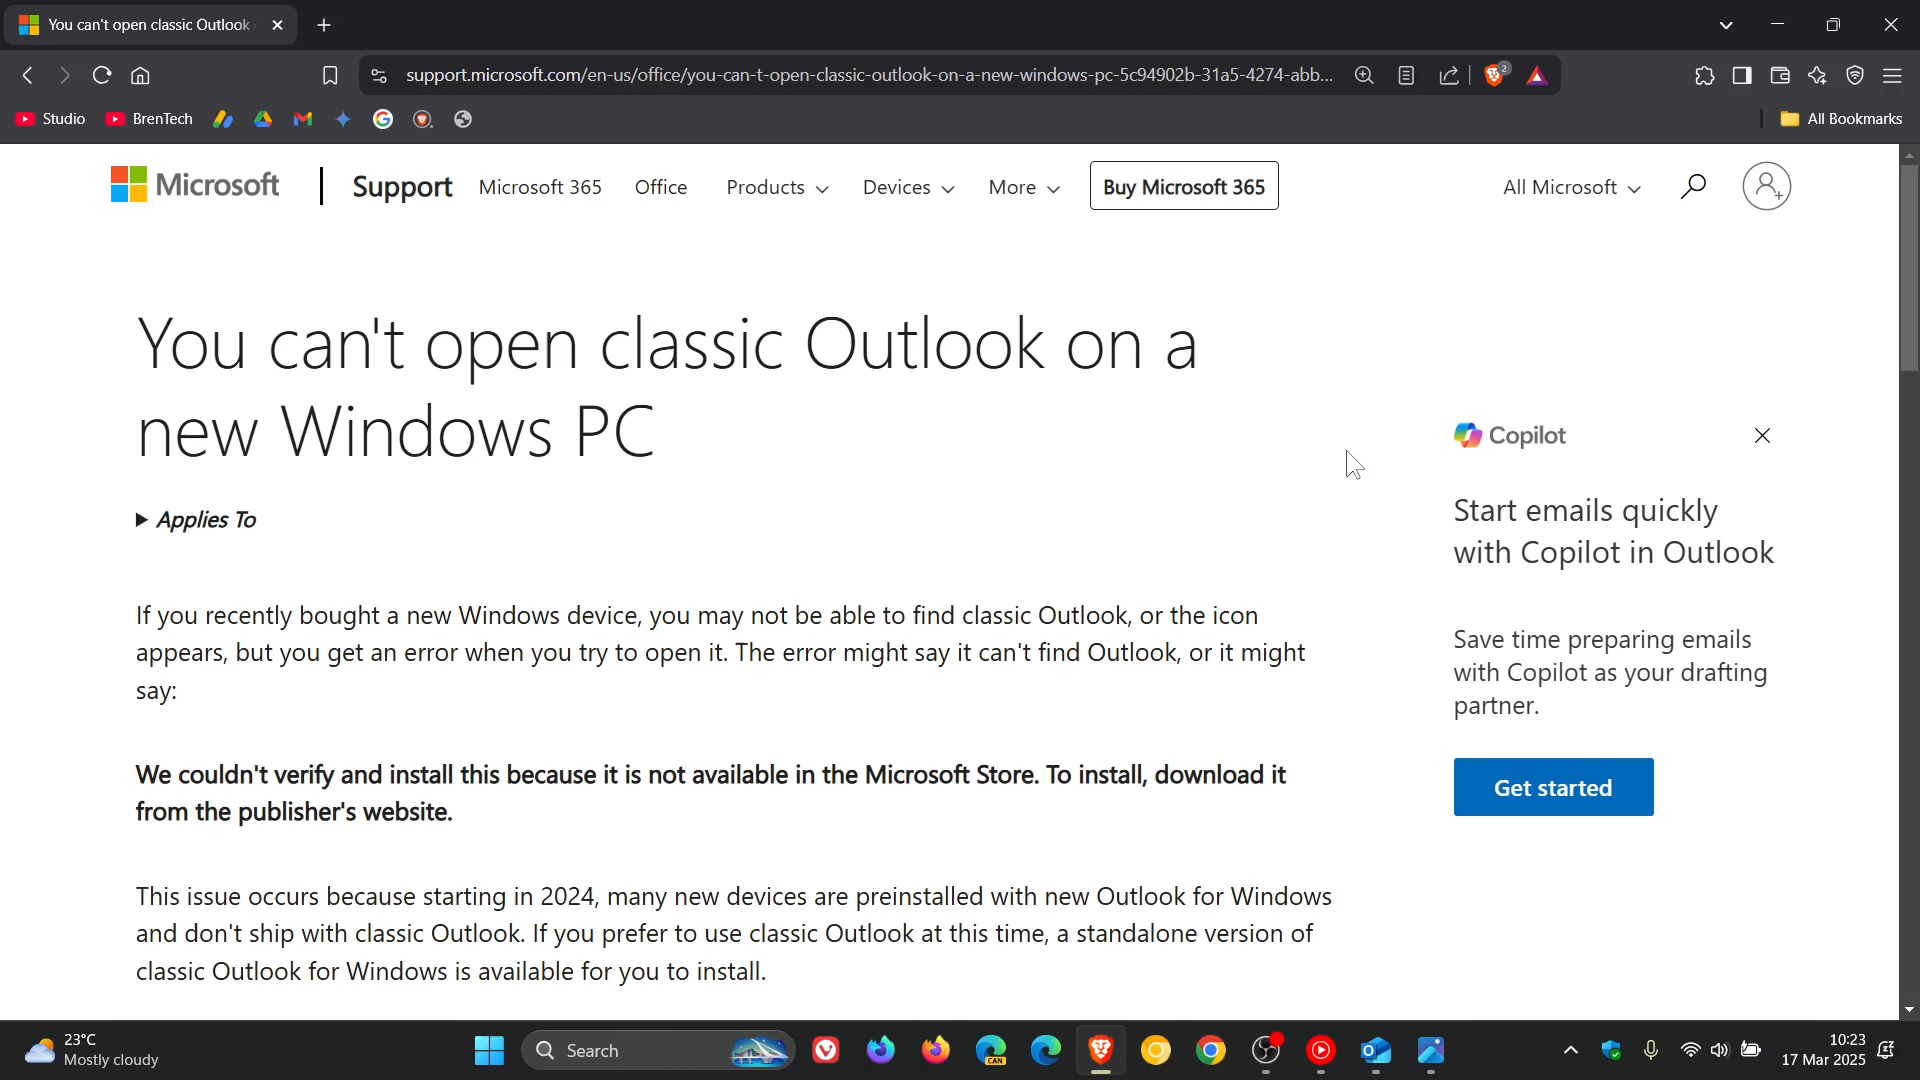 You can't open classic Outlook
support.microsoft.com/en-us/office/you-can-t-open-classic-outlook-on-a-new-windows-pc-5c94902b-31a5-4274-abb...
2
Studio
BrenTech
All Bookmarks
Microsoft
Support
Microsoft 365
Office
Products
Devices
More
Buy Microsoft 365
All Microsoft
You can't open classic Outlook on a
new Windows PC
Applies To
If you recently bought a new Windows device, you may not be able to find classic Outlook, or the icon
appears, but you get an error when you try to open it. The error might say it can't find Outlook, or it might
say:
We couldn't verify and install this because it is not available in the Microsoft Store. To install, download it
from the publisher's website.
This issue occurs because starting in 2024, many new devices are preinstalled with new Outlook for Windows
and don't ship with classic Outlook. If you prefer to use classic Outlook at this time, a standalone version of
classic Outlook for Windows is available for you to install.
Copilot
Start emails quickly
with Copilot in Outlook
Save time preparing emails
with Copilot as your drafting
partner.
Get started
23°C
Mostly cloudy
Search
CAN
10:23
17 Mar 2025